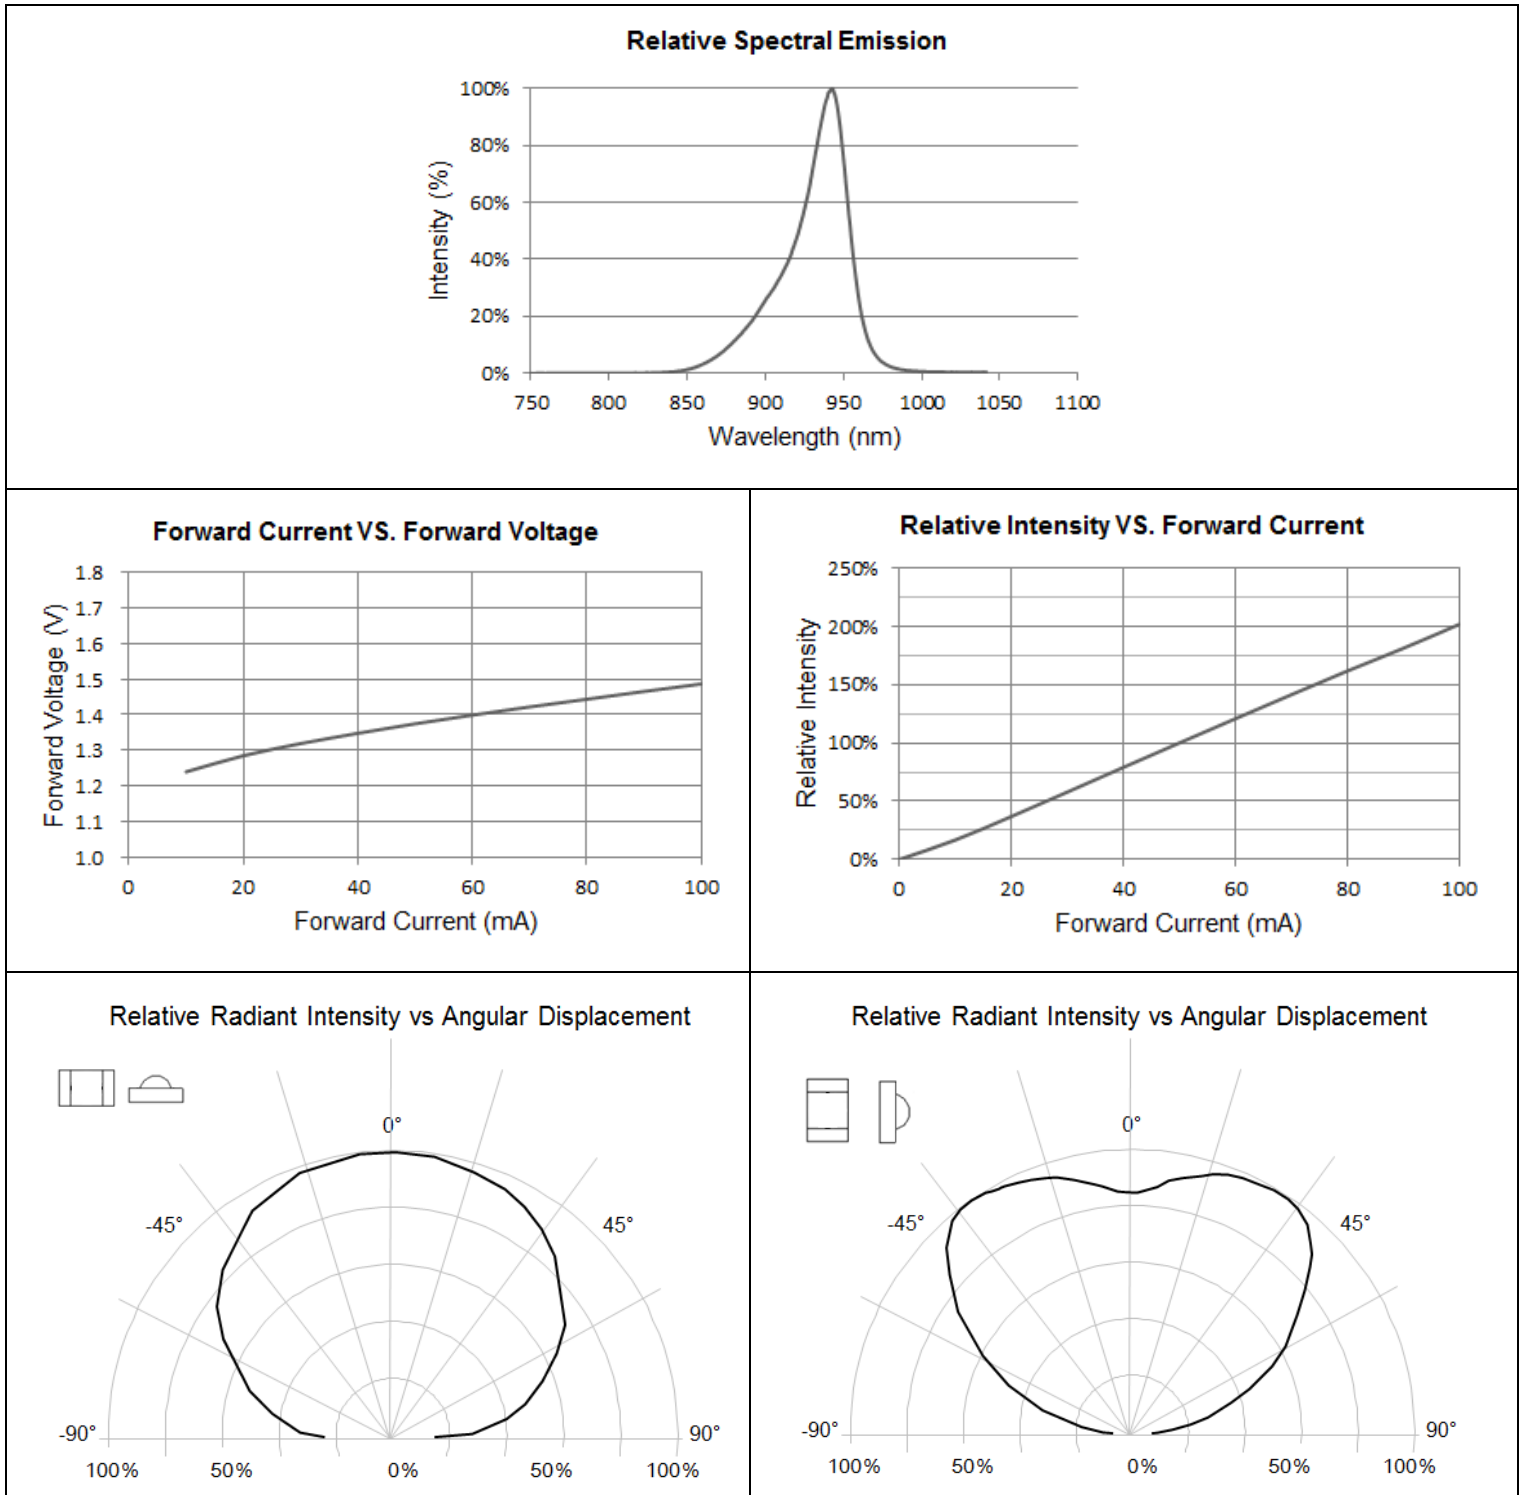 Relative Spectral Emission
100%
80%
60%
40%
20%
0%
Intensity (%)
750 800 850 900 950 1000 1050 1100
Wavelength (nm)
Forward Current VS. Forward Voltage
1.8
1.7
1.6
1.5
1.4
1.3
1.2
1.1
1.0
Forward Voltage (V)
0 20 40 60 80 100
Forward Current (mA)
Relative Intensity VS. Forward Current
250%
200%
150%
100%
50%
0%
Relative Intensity
0 20 40 60 80 100
Forward Current (mA)
Relative Radiant Intensity vs Angular Displacement
0°
-45° 45°
-90° 90°
100% 50% 0% 50% 100%
Relative Radiant Intensity vs Angular Displacement
0°
-45° 45°
-90° 90°
100% 50% 0% 50% 100%